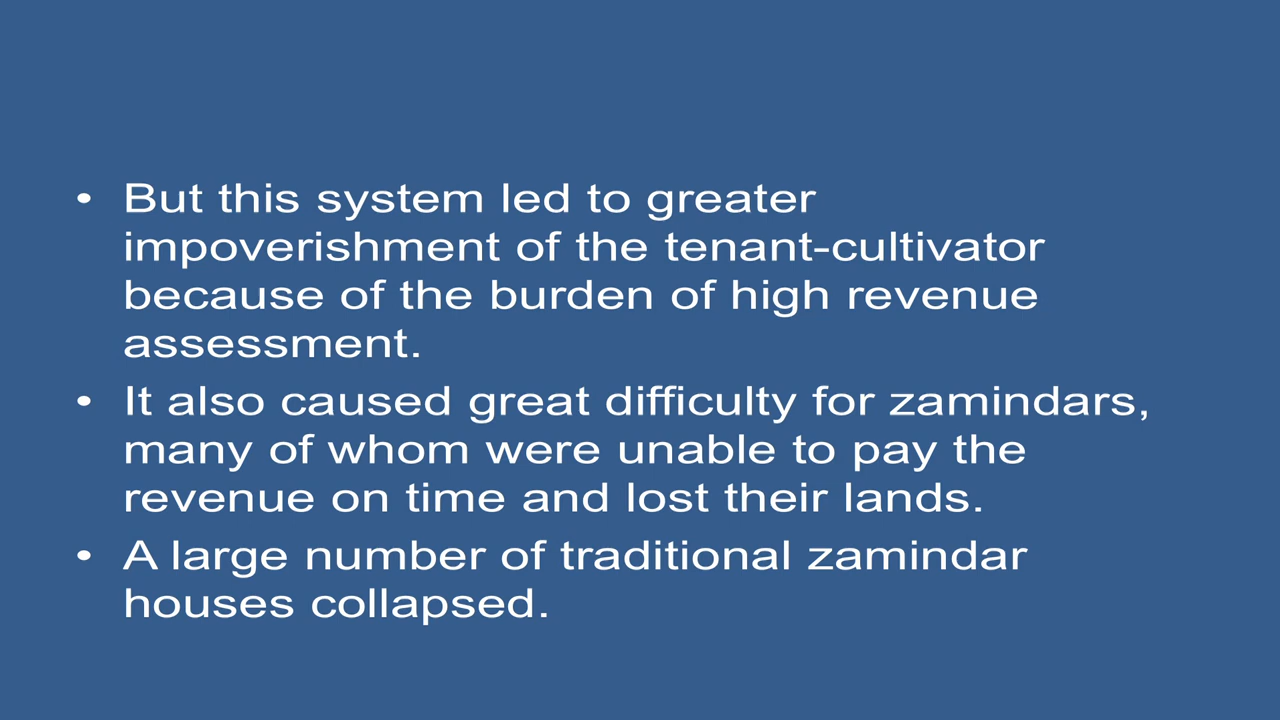 • But this system led to greater
impoverishment of the tenant-cultivator
because of the burden of high revenue
assessment.
• It also caused great difficulty for zamindars,
many of whom were unable to pay the
revenue on time and lost their lands.
• A large number of traditional zamindar
houses collapsed.